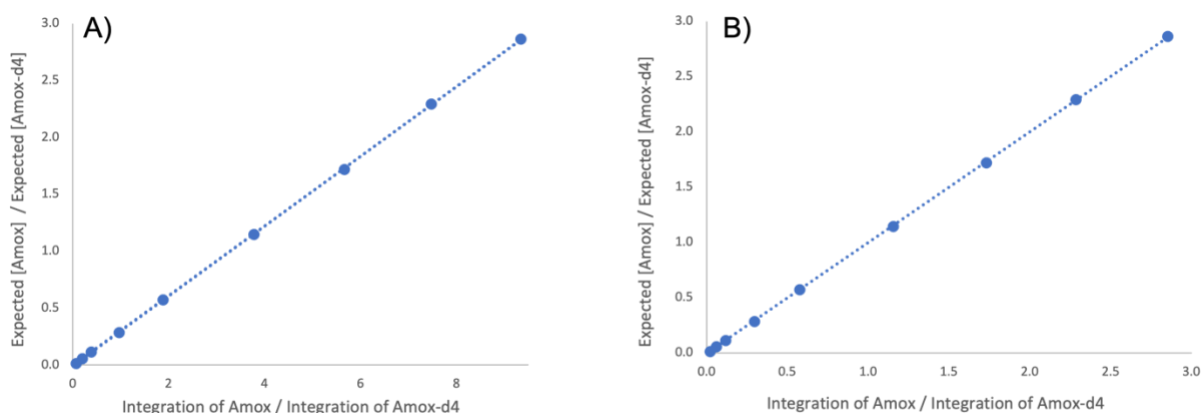 A)
Expected [Amox] / Expected [Amox-d4]
3.0
2.5
2.0
1.5
1.0
0.5
0.0
0 2 4 6 8
Integration of Amox / Integration of Amox-d4
B)
Expected [Amox] / Expected [Amox-d4]
3.0
2.5
2.0
1.5
1.0
0.5
0.0
0.0 0.5 1.0 1.5 2.0 2.5 3.0
Integration of Amox / Integration of Amox-d4